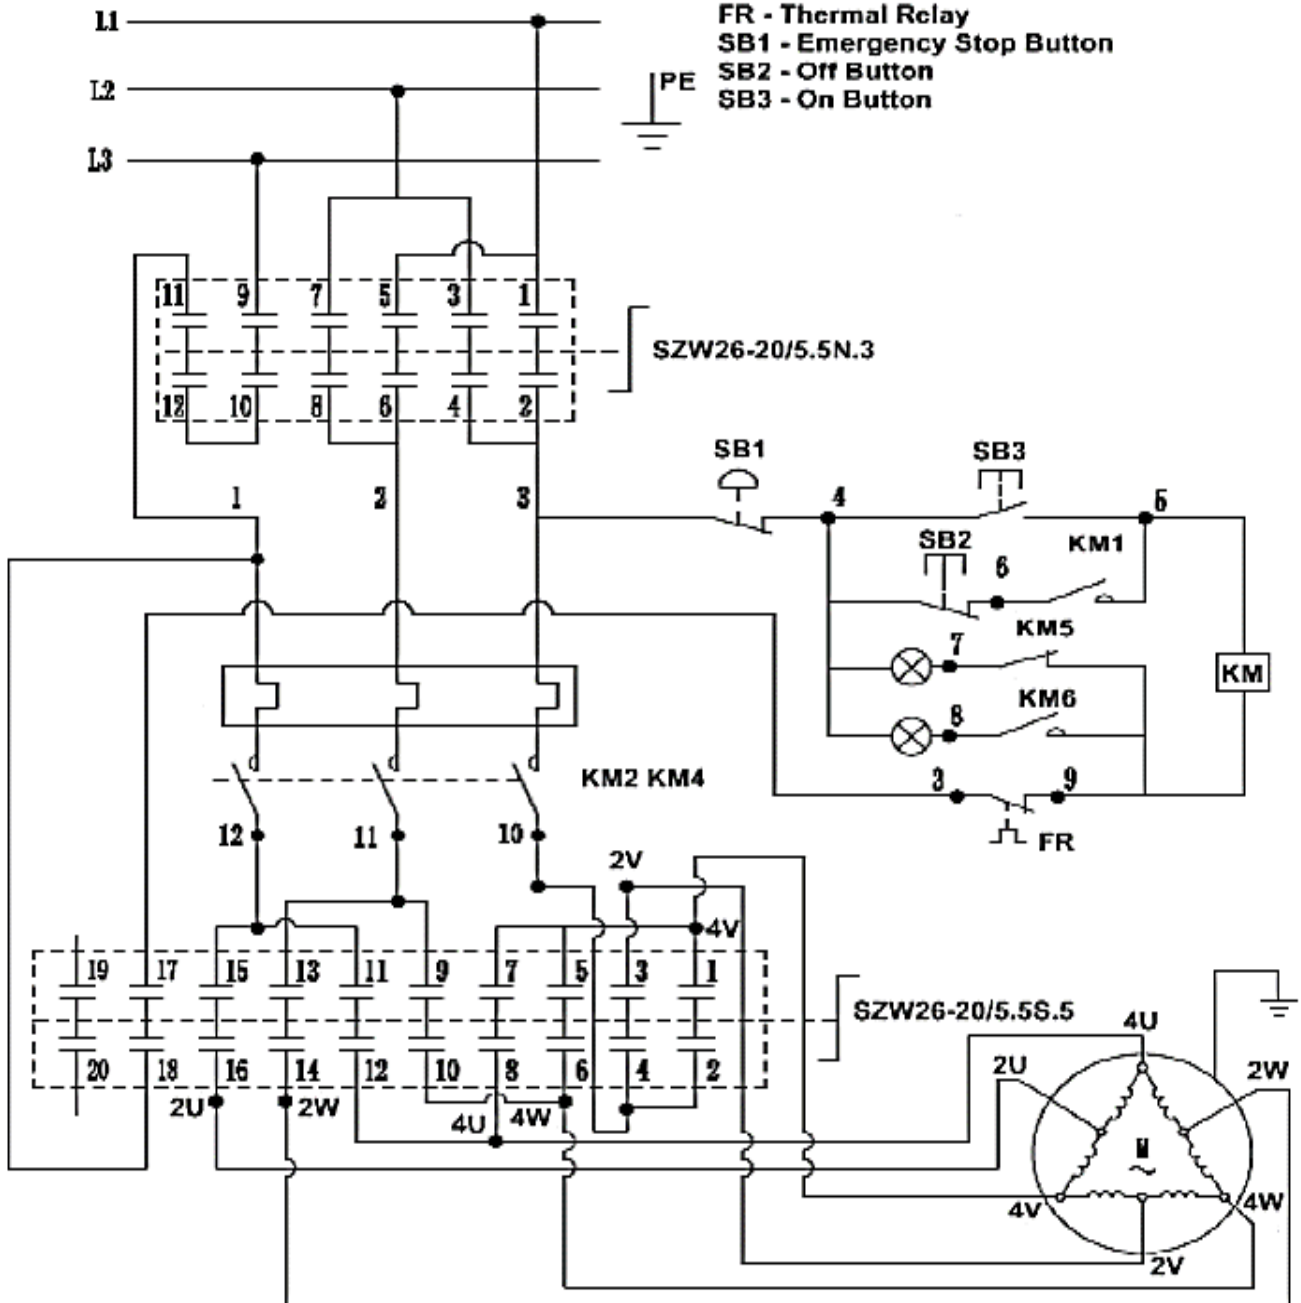 L1
FR - Thermal Relay
SB1 - Emergency Stop Button
L2
PE
SB2 - Off Button
SB3 - On Button
L3
11 9 7 5 3 1
SZW26-20/5.5N.3
12 10 8 6 4 2
SB1
SB3
1 2 3
4
5
SB2
KM1
6
KM5
7
KM
KM6
8
KM2 KM4
3
9
12 11 10
FR
2V
4V
19 17 15 13 11 9 7 5 3 1
SZW26-20/5.5S.5
4U
20 18 16 14 12 10 8 6 4 2
2U
2W
2U
2W
4U
4W
M
~
4V
4W
2V